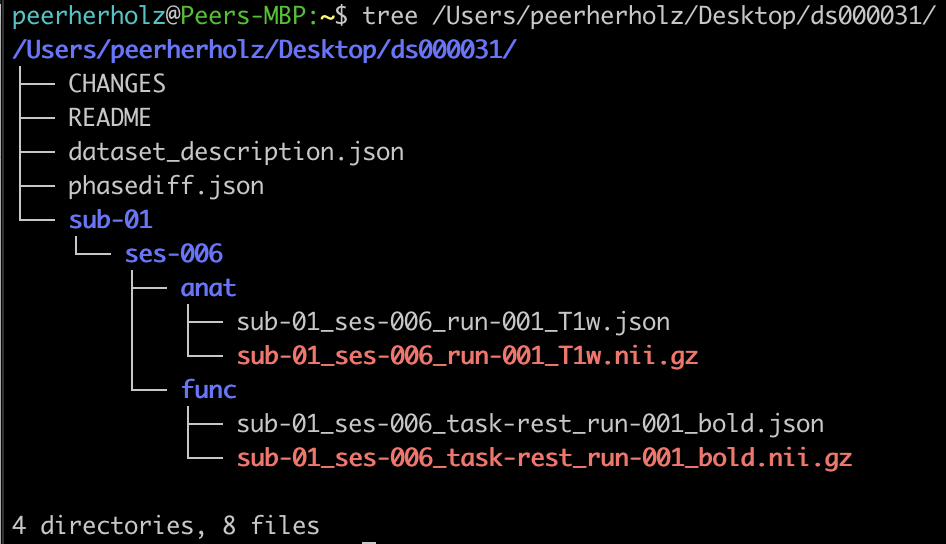 peerherholz@Peers-MBP:~$ tree /Users/peerherholz/Desktop/ds000031/
/Users/peerherholz/Desktop/ds000031/
├── CHANGES
├── README
├── dataset_description.json
├── phasediff.json
└── sub-01
    └── ses-006
        ├── anat
        │   ├── sub-01_ses-006_run-001_T1w.json
        │   └── sub-01_ses-006_run-001_T1w.nii.gz
        └── func
            ├── sub-01_ses-006_task-rest_run-001_bold.json
            └── sub-01_ses-006_task-rest_run-001_bold.nii.gz
4 directories, 8 files